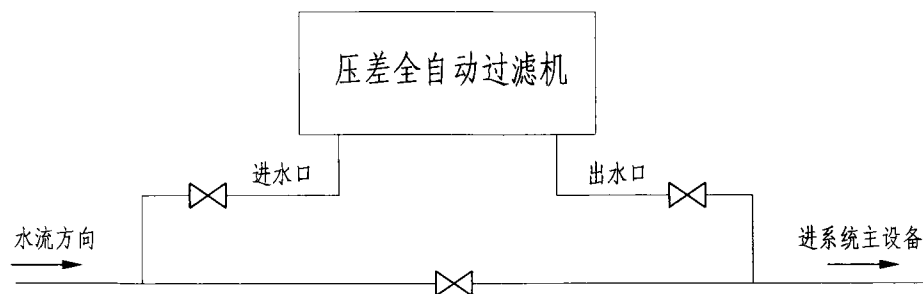 压差全自动过滤机
进水口
出水口
水流方向
进系统主设备